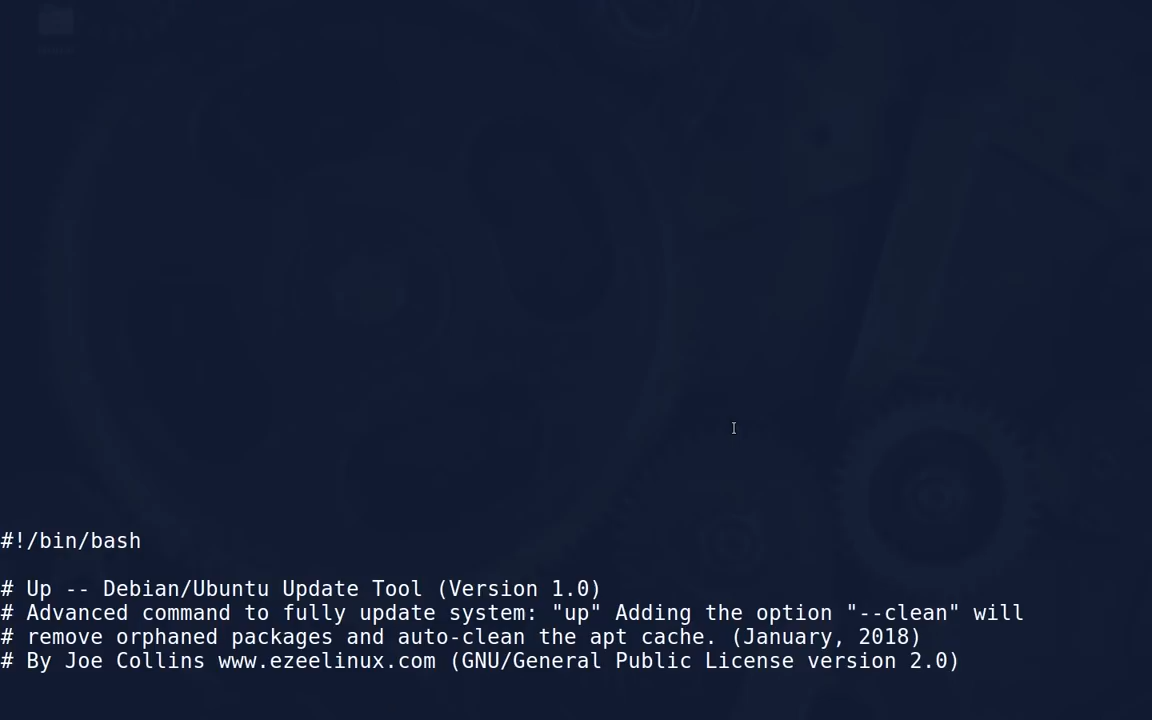 #!/bin/bash
# Up -- Debian/Ubuntu Update Tool (Version 1.0)
# Advanced command to fully update system: "up" Adding the option "--clean" will
# remove orphaned packages and auto-clean the apt cache. (January, 2018)
# By Joe Collins www.ezeelinux.com (GNU/General Public License version 2.0)